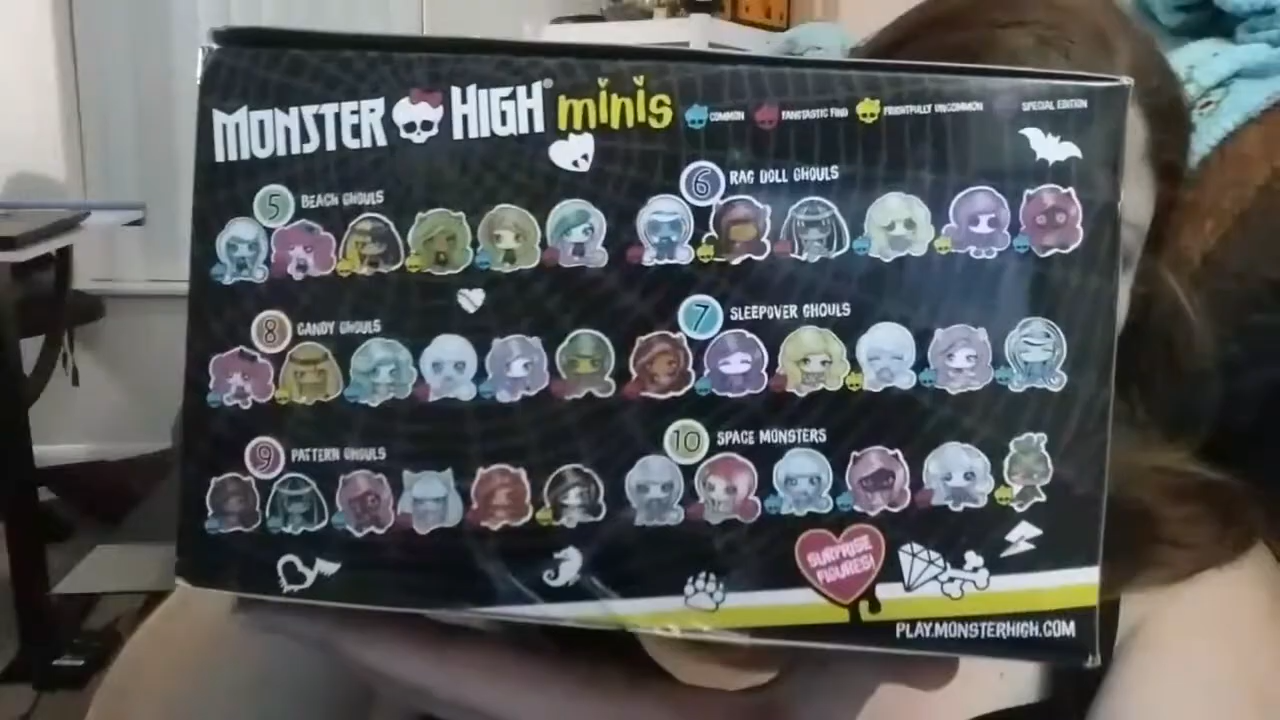 MONSTER HIGH® minis
COMMON FANGTASTIC FIND FRIGHTFULLY UNCOMMON SPECIAL EDITION
5 BEACH GHOULS
6 RAG DOLL GHOULS
8 CANDY GHOULS
7 SLEEPOVER GHOULS
9 PATTERN GHOULS
10 SPACE MONSTERS
SURPRISE
FIGURES!
PLAY.MONSTERHIGH.COM